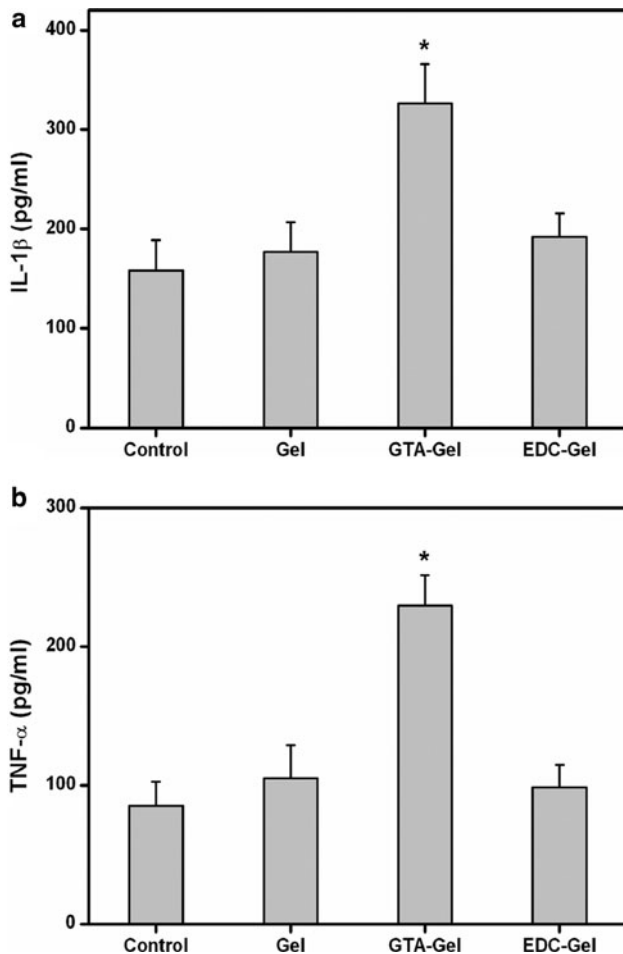 a
400
*
300
IL-1β (pg/ml)
200
100
0
Control Gel GTA-Gel EDC-Gel
b
300
*
200
TNF-α (pg/ml)
100
0
Control Gel GTA-Gel EDC-Gel